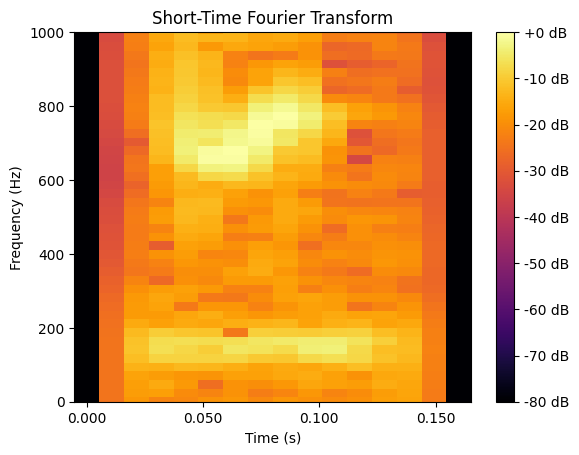 Short-Time Fourier Transform
1000
800
600
400
200
0
Frequency (Hz)
0.000
0.050
0.100
0.150
Time (s)
+0 dB
-10 dB
-20 dB
-30 dB
-40 dB
-50 dB
-60 dB
-70 dB
-80 dB